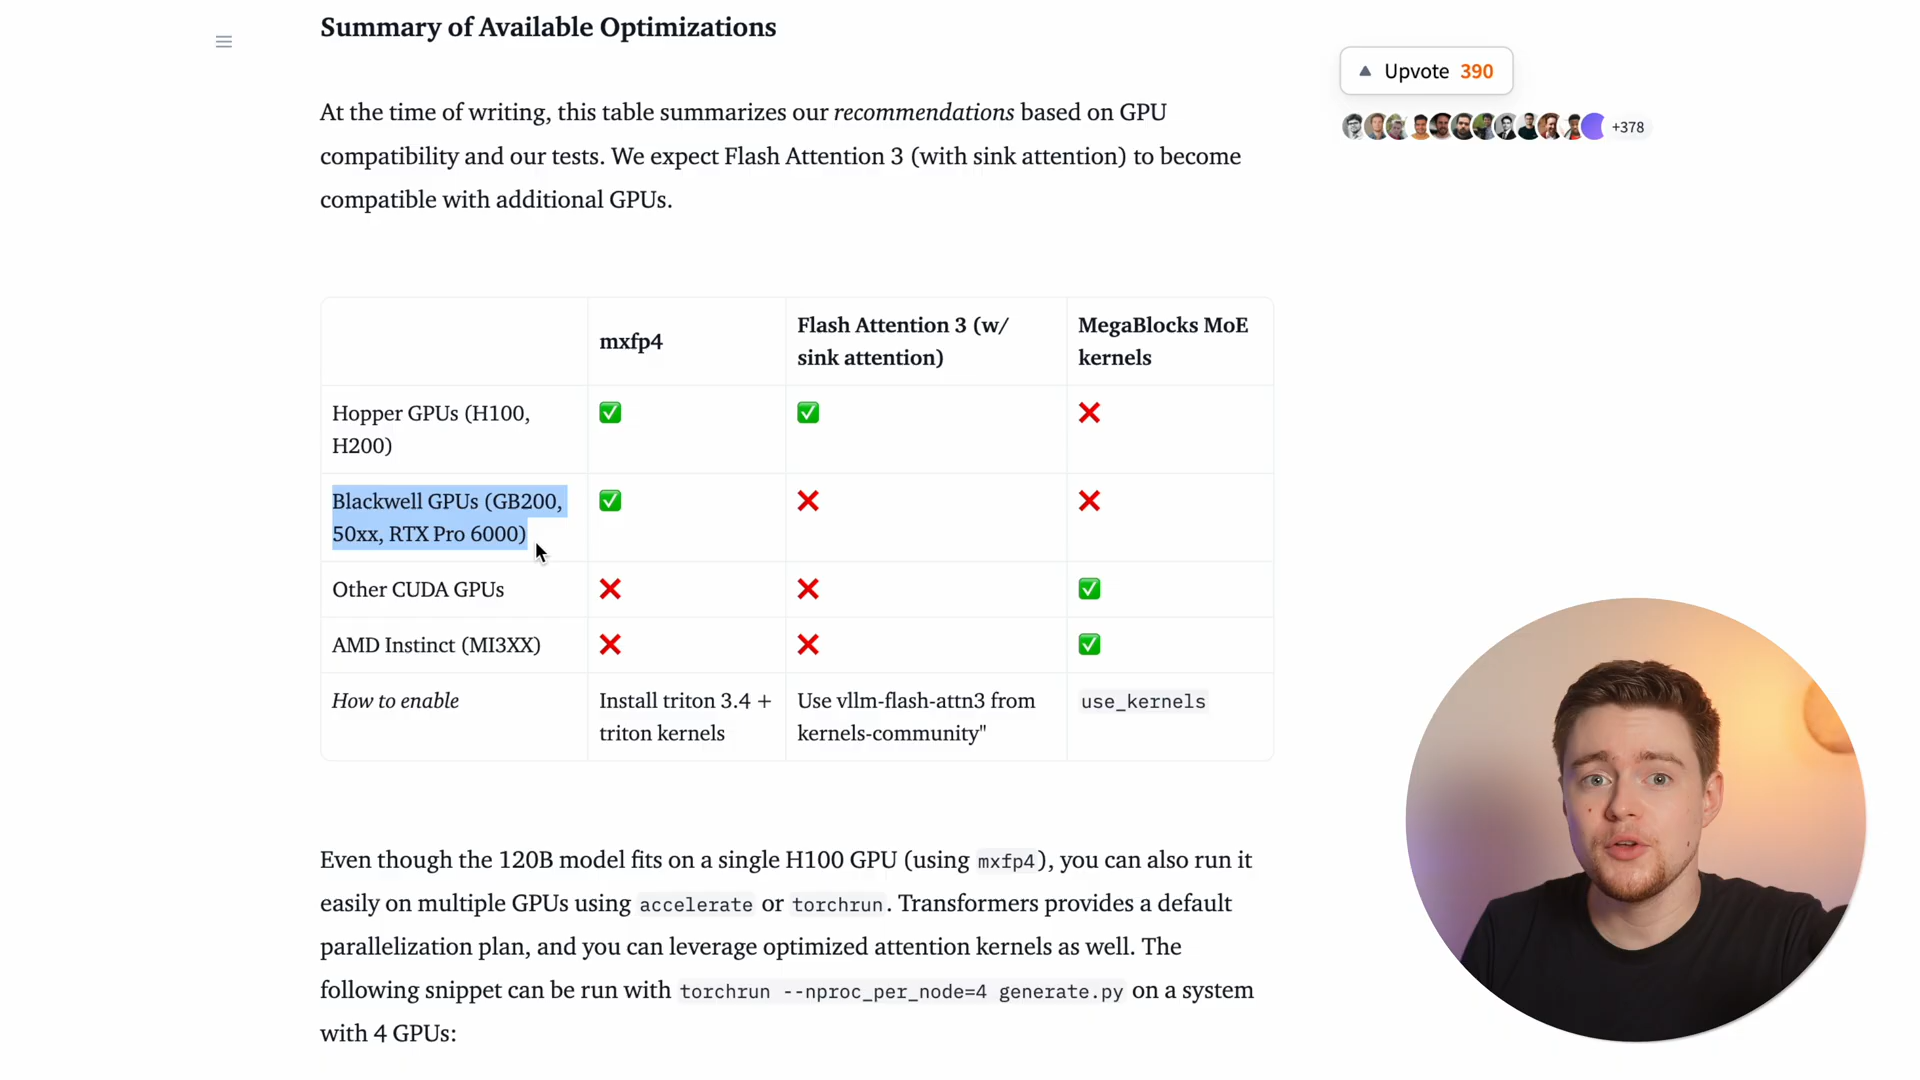 Summary of Available Optimizations
Upvote 390
+378
At the time of writing, this table summarizes our recommendations based on GPU
compatibility and our tests. We expect Flash Attention 3 (with sink attention) to become
compatible with additional GPUs.
mxfp4
Flash Attention 3 (w/
sink attention)
MegaBlocks MoE
kernels
Hopper GPUs (H100,
H200)
Blackwell GPUs (GB200,
50xx, RTX Pro 6000)
Other CUDA GPUs
AMD Instinct (MI3XX)
How to enable
Install triton 3.4 +
triton kernels
Use vllm-flash-attn3 from
kernels-community"
use_kernels
Even though the 120B model fits on a single H100 GPU (using mxfp4), you can also run it
easily on multiple GPUs using accelerate or torchrun. Transformers provides a default
parallelization plan, and you can leverage optimized attention kernels as well. The
following snippet can be run with torchrun --nproc_per_node=4 generate.py on a system
with 4 GPUs: